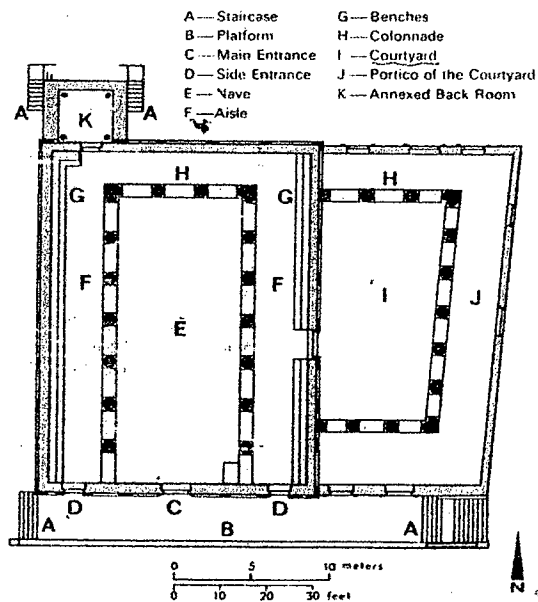 A — Staircase
B — Platform
C — Main Entrance
D — Side Entrance
E — Nave
F — Aisle
G — Benches
H — Colonnade
I — Courtyard
J — Portico of the Courtyard
K — Annexed Back Room
A K A
H H
G G
F F J
E I
D C D
A B A
0 5 10 meters
0 10 20 30 feet
N